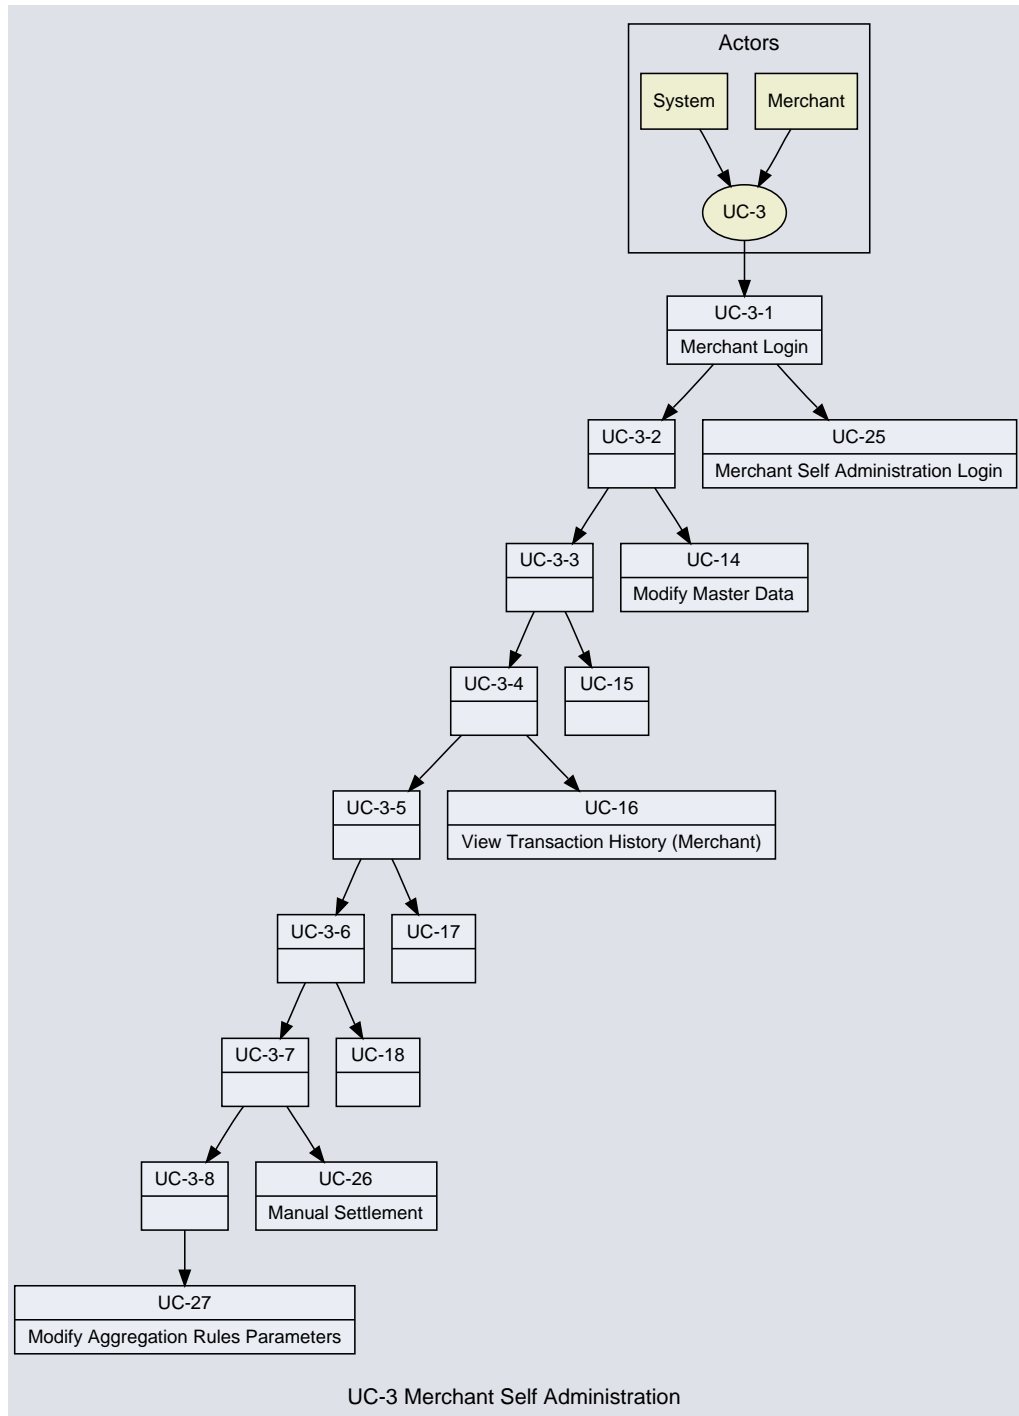 Actors
System
Merchant
UC-3
UC-3-1
Merchant Login
UC-3-2
UC-25
Merchant Self Administration Login
UC-3-3
UC-14
Modify Master Data
UC-3-4
UC-15
UC-3-5
UC-16
View Transaction History (Merchant)
UC-3-6
UC-17
UC-3-7
UC-18
UC-3-8
UC-26
Manual Settlement
UC-27
Modify Aggregation Rules Parameters
UC-3 Merchant Self Administration